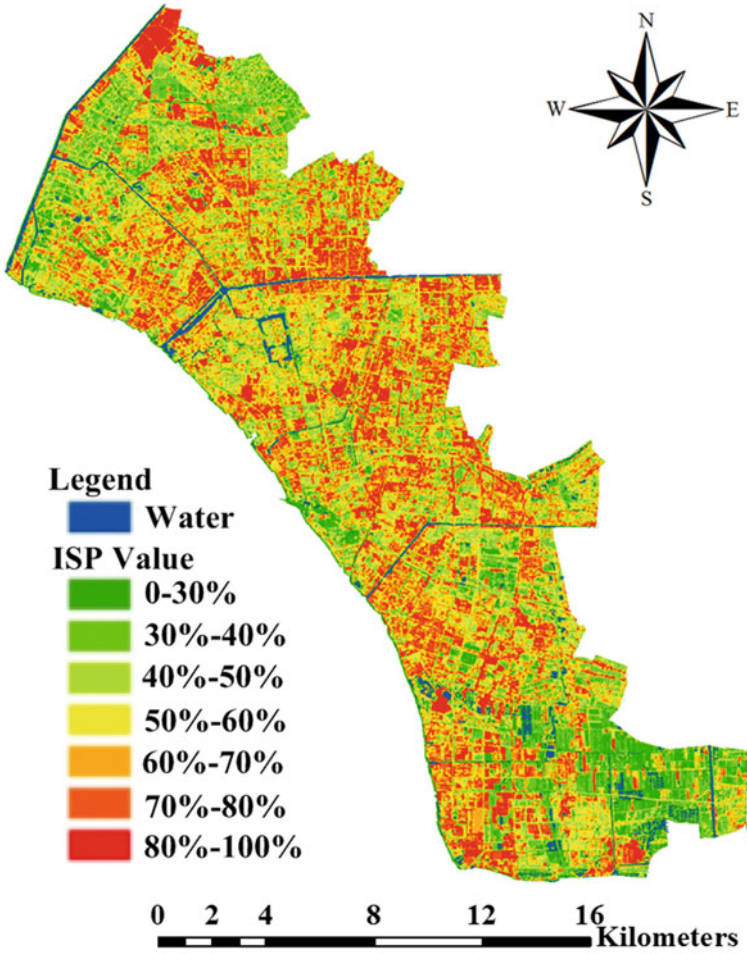 N
W E
S
Legend
Water
ISP Value
0-30%
30%-40%
40%-50%
50%-60%
60%-70%
70%-80%
80%-100%
0 2 4 8 12 16
Kilometers